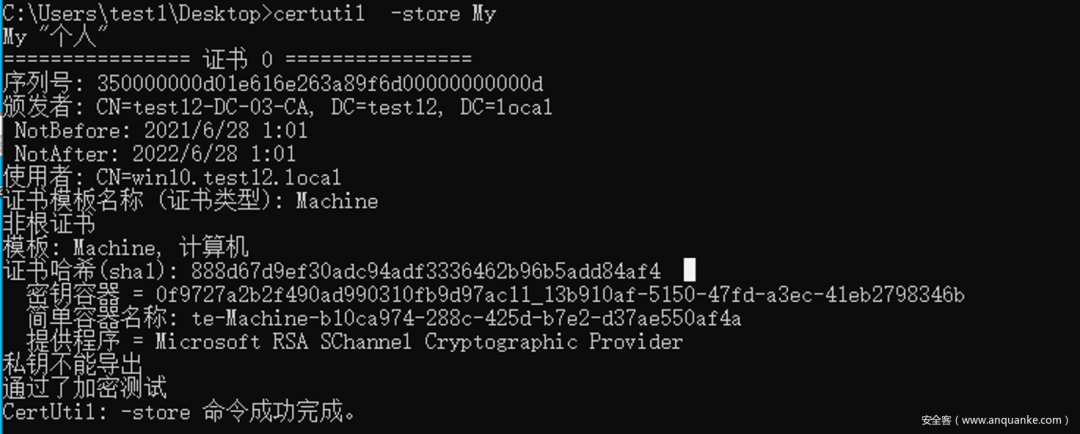 C:\Users\test1\Desktop>certutil  -store My
My "个人"
================ 证书 0 ================
序列号: 350000000d01e616e263a89f6d00000000000d
颁发者: CN=test12-DC-03-CA, DC=test12, DC=local
 NotBefore: 2021/6/28 1:01
 NotAfter: 2022/6/28 1:01
使用者: CN=win10.test12.local
证书模板名称 (证书类型): Machine
非根证书
模板: Machine, 计算机
证书哈希(sha1): 888d67d9ef30adc94adf3336462b96b5add84af4
  密钥容器 = 0f9727a2b2f490ad990310fb9d97ac11_13b910af-5150-47fd-a3ec-41eb2798346b
  简单容器名称: te-Machine-b10ca974-288c-425d-b7e2-d37ae550af4a
  提供程序 = Microsoft RSA SChannel Cryptographic Provider
私钥不能导出
通过了加密测试
CertUtil: -store 命令成功完成。
安全客（www.anquanke.com）